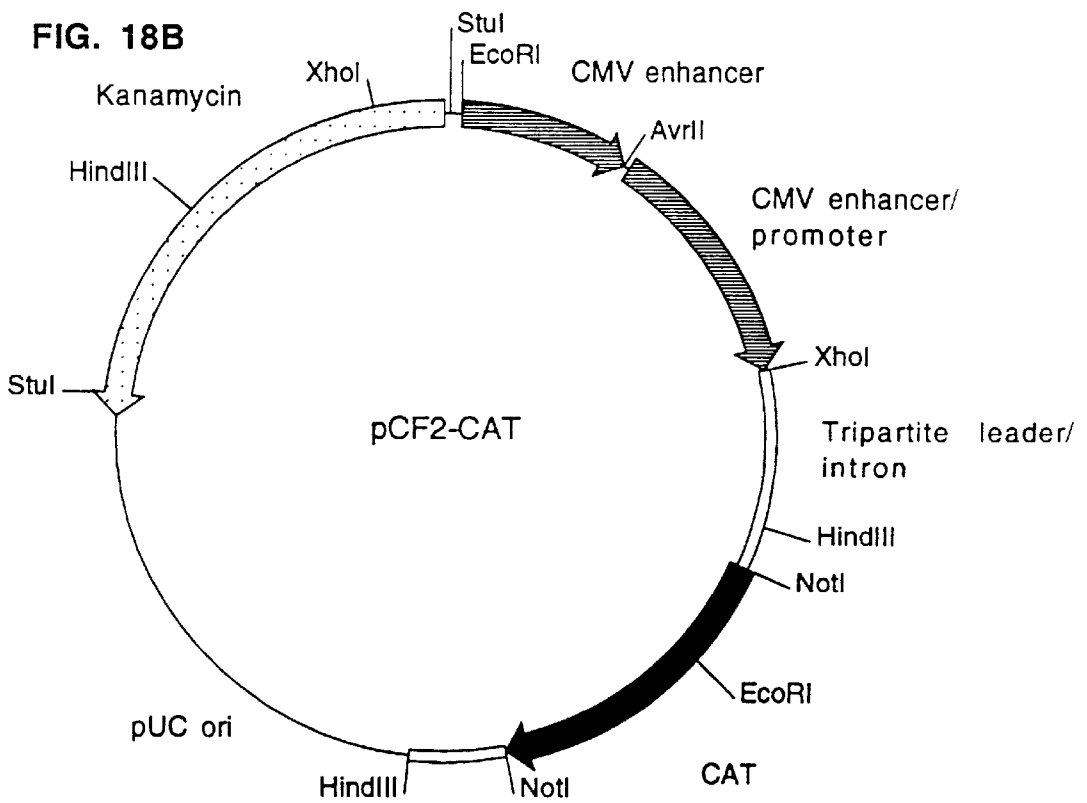 FIG. 18B
StuI
EcoRI
CMV enhancer
XhoI
Kanamycin
AvrII
HindIII
CMV enhancer/
promoter
XhoI
StuI
pCF2-CAT
Tripartite leader/
intron
HindIII
NotI
EcoRI
pUC ori
CAT
HindIII
NotI